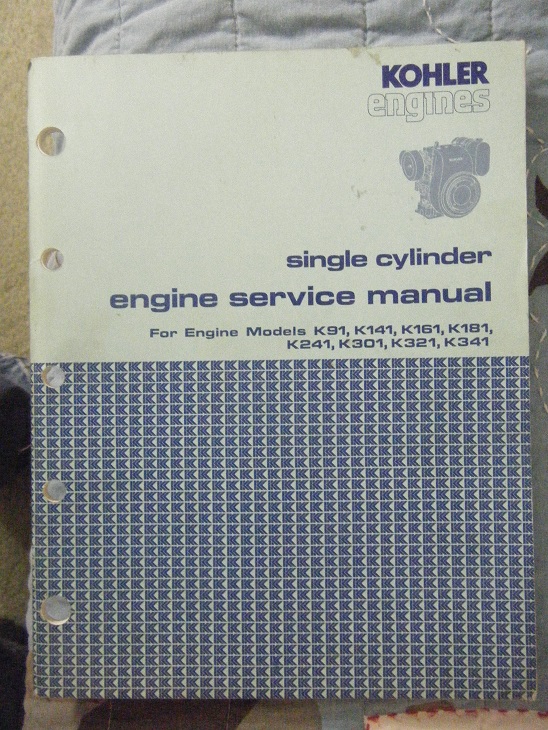 KOHLER
engines
single cylinder
engine service manual
For Engine Models K91, K141, K161, K181,
K241, K301, K321, K341